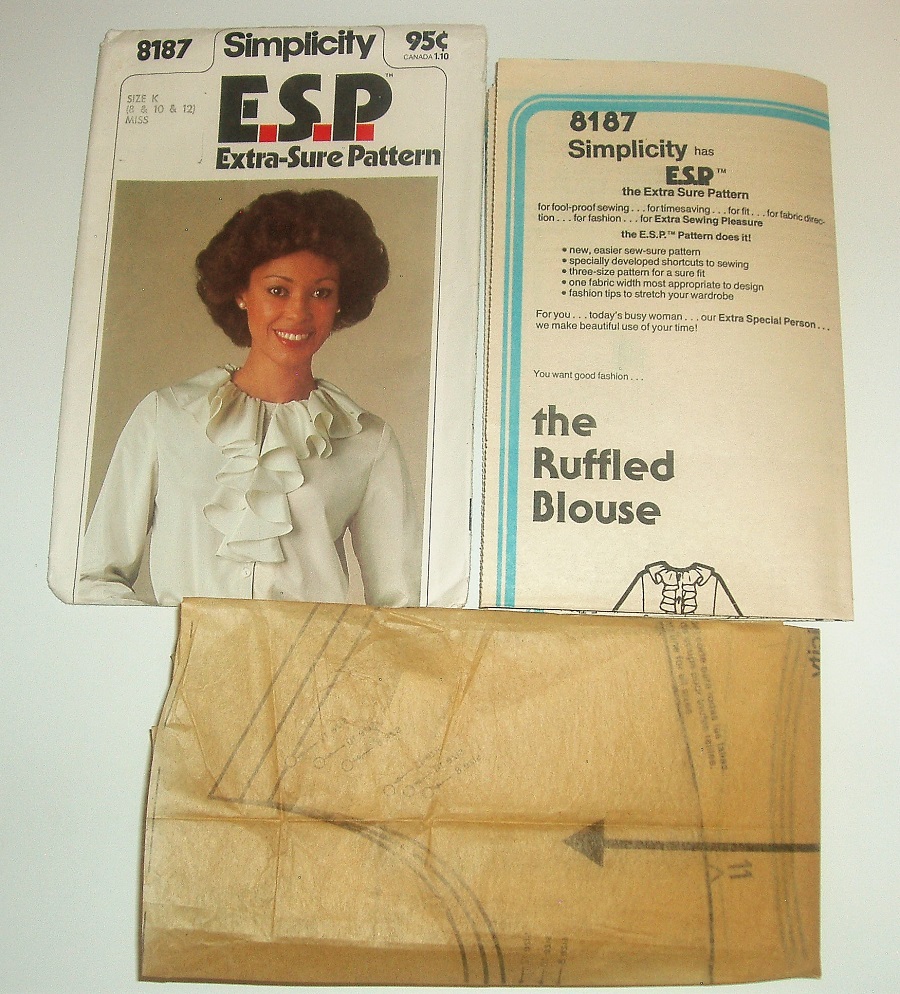 8187
Simplicity
95¢
CANADA 1.10
SIZE K
(8 & 10 & 12)
MISS
E.S.P.™
Extra-Sure Pattern
8187
Simplicity has
E.S.P.™
the Extra Sure Pattern
for fool-proof sewing . . . for timesaving . . . for fit . . . for fabric direc-
tion . . . for fashion . . . for Extra Sewing Pleasure
the E.S.P.™ Pattern does it!
• new, easier sew-sure pattern
• specially developed shortcuts to sewing
• three-size pattern for a sure fit
• one fabric width most appropriate to design
• fashion tips to stretch your wardrobe
For you . . . today's busy woman . . . our Extra Special Person . . .
we make beautiful use of your time!
You want good fashion . . .
the
Ruffled
Blouse
11